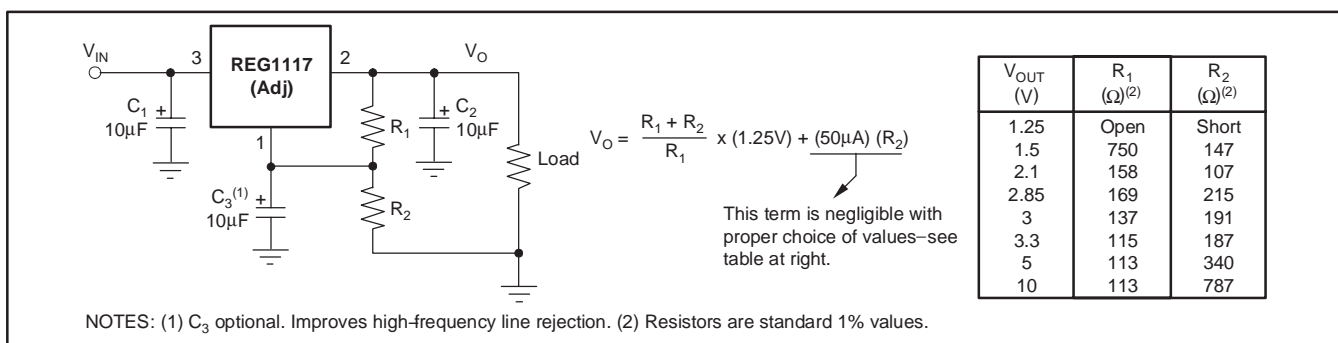 V_IN
3
REG1117
(Adj)
2
V_O
C_1
+
10μF
1
R_1
+
C_2
10μF
Load
C_3^(1)
+
10μF
R_2
V_O = (R_1 + R_2) / R_1 x (1.25V) + (50μA) (R_2)
This term is negligible with
proper choice of values−see
table at right.
V_OUT (V) R_1 (Ω)^(2) R_2 (Ω)^(2)
1.25 Open Short
1.5 750 147
2.1 158 107
2.85 169 215
3 137 191
3.3 115 187
5 113 340
10 113 787
NOTES: (1) C_3 optional. Improves high−frequency line rejection. (2) Resistors are standard 1% values.